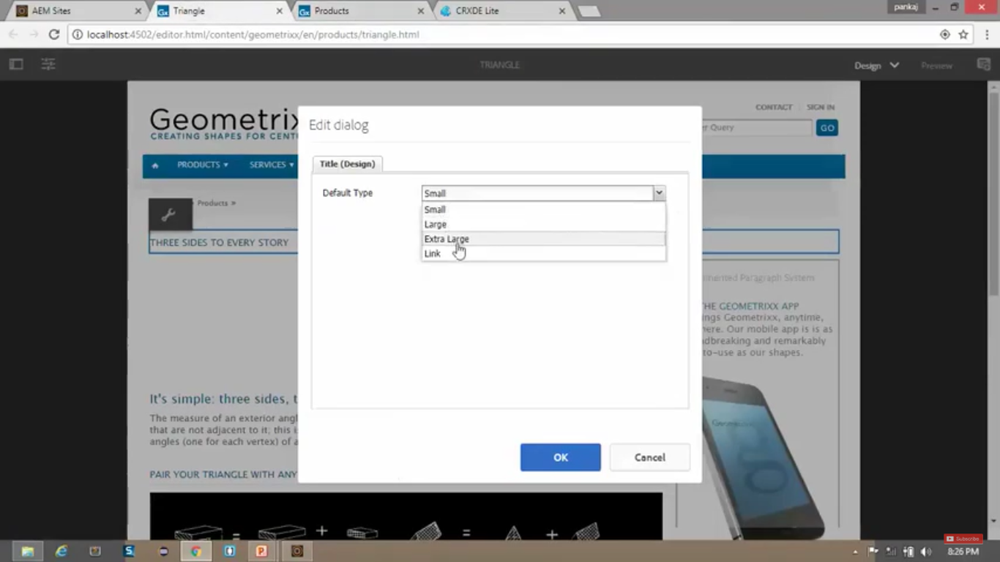 AEM Sites
Triangle
Products
CRXDE Lite
pankaj
localhost:4502/editor.html/content/geometrixx/en/products/triangle.html
TRIANGLE
Design
Preview
Geometrixx
CREATING SHAPES FOR CENTU
CONTACT
SIGN IN
r Query
GO
PRODUCTS ▾
SERVICES ▾
Products »
THREE SIDES TO EVERY STORY
Edit dialog
Title (Design)
Default Type
Small
Small
Large
Extra Large
Link
OK
Cancel
mented Paragraph System
HE GEOMETRIXX APP
ngs Geometrixx, anytime,
here. Our mobile app is is as
dbreaking and remarkably
to-use as our shapes.
It's simple: three sides, t
The measure of an exterior angl
that are not adjacent to it; this i
angles (one for each vertex) of a
PAIR YOUR TRIANGLE WITH ANY
Subscribe
8:26 PM